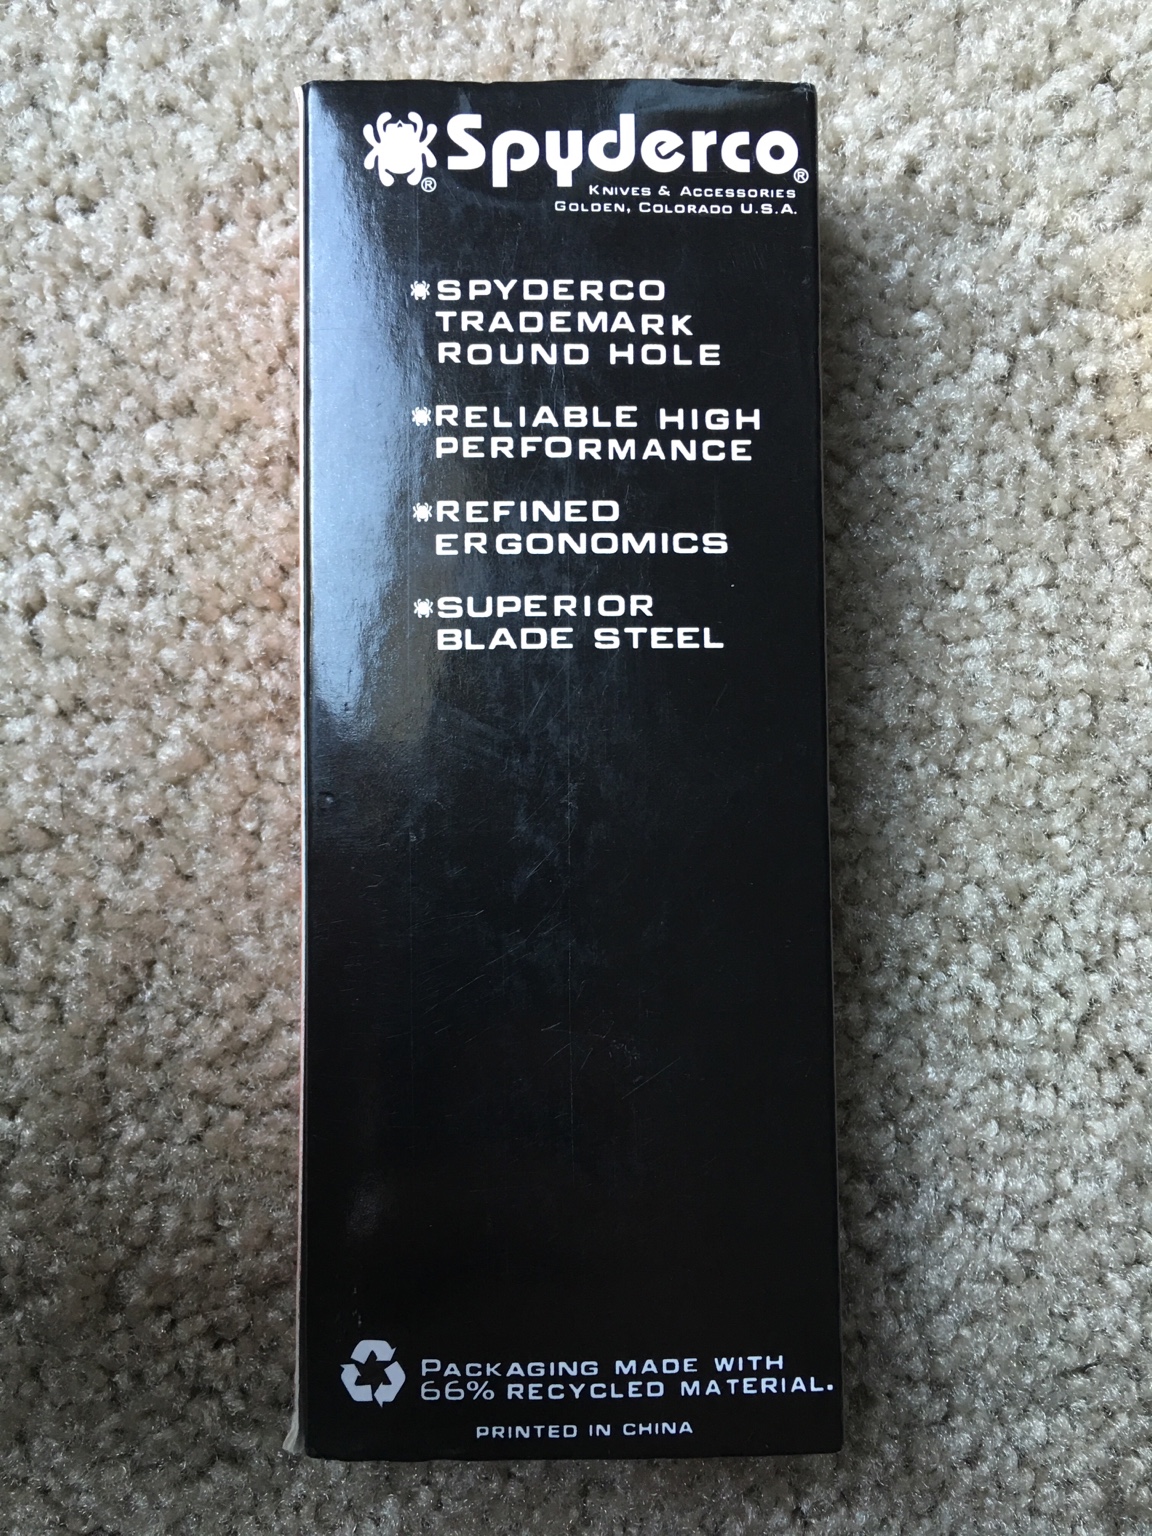 Spyderco®
®
KNIVES & ACCESSORIES
GOLDEN, COLORADO U.S.A.
SPYDERCO
TRADEMARK
ROUND HOLE
RELIABLE HIGH
PERFORMANCE
REFINED
ERGONOMICS
SUPERIOR
BLADE STEEL
PACKAGING MADE WITH
66% RECYCLED MATERIAL.
PRINTED IN CHINA